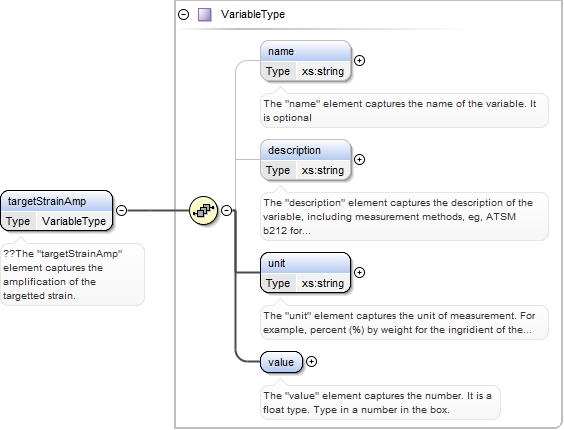 VariableType
name
Type xs:string
The "name" element captures the name of the variable. It
is optional
description
Type xs:string
The "description" element captures the description of the
variable, including measurement methods, eg, ATSM
b212 for...
targetStrainAmp
Type VariableType
??The "targetStrainAmp"
element captures the
amplification of the
targetted strain.
unit
Type xs:string
The "unit" element captures the unit of measurement. For
example, percent (%) by weight for the ingridient of the...
value
The "value" element captures the number. It is a
float type. Type in a number in the box.